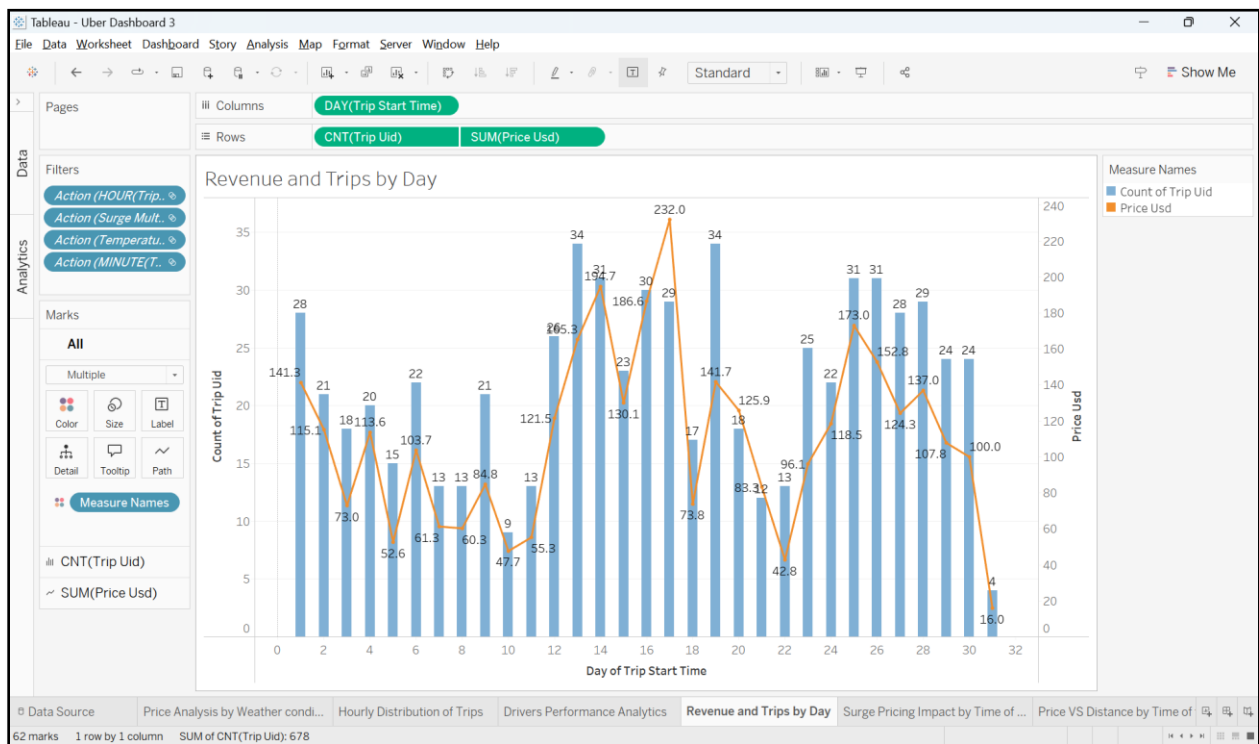 Tableau - Uber Dashboard 3
File Data Worksheet Dashboard Story Analysis Map Format Server Window Help
Standard
Show Me
Data
Analytics
Pages
Filters
Action (HOUR(Trip..
Action (Surge Mult..
Action (Temperatu..
Action (MINUTE(T..
Marks
All
Multiple
Color Size Label
Detail Tooltip Path
Measure Names
CNT(Trip Uid)
SUM(Price Usd)
Columns DAY(Trip Start Time)
Rows CNT(Trip Uid) SUM(Price Usd)
Revenue and Trips by Day
Count of Trip Uid
35
30
25
20
15
10
5
0
28 21 18 20 15 22 13 13 21 9 13 26 34 31 23 30 29 17 34 18 12 13 25 22 31 31 28 29 24 24 4
141.3 115.1 73.0 113.6 52.6 103.7 61.3 60.3 84.8 47.7 55.3 121.5 165.3 194.7 130.1 186.6 232.0 73.8 141.7 125.9 83.3 42.8 96.1 118.5 173.0 152.8 124.3 137.0 107.8 100.0 16.0
240
220
200
180
160
140
120
100
80
60
40
20
0
Price Usd
0 2 4 6 8 10 12 14 16 18 20 22 24 26 28 30 32
Day of Trip Start Time
Measure Names
Count of Trip Uid
Price Usd
Data Source Price Analysis by Weather condi... Hourly Distribution of Trips Drivers Performance Analytics Revenue and Trips by Day Surge Pricing Impact by Time of ... Price VS Distance by Time of
62 marks 1 row by 1 column SUM of CNT(Trip Uid): 678